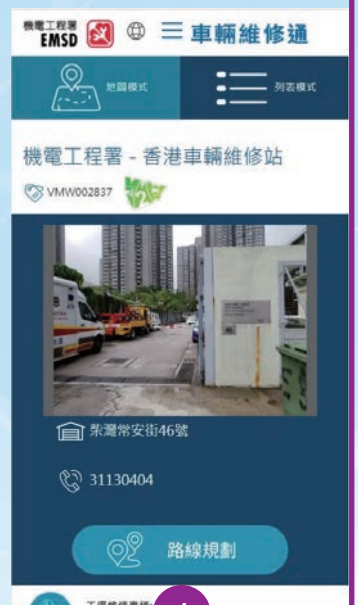 機電工程署
EMSD
車輛維修通
地圖模式
列表模式
機電工程署 - 香港車輛維修站
VMW002837
柴灣常安街46號
31130404
路線規劃